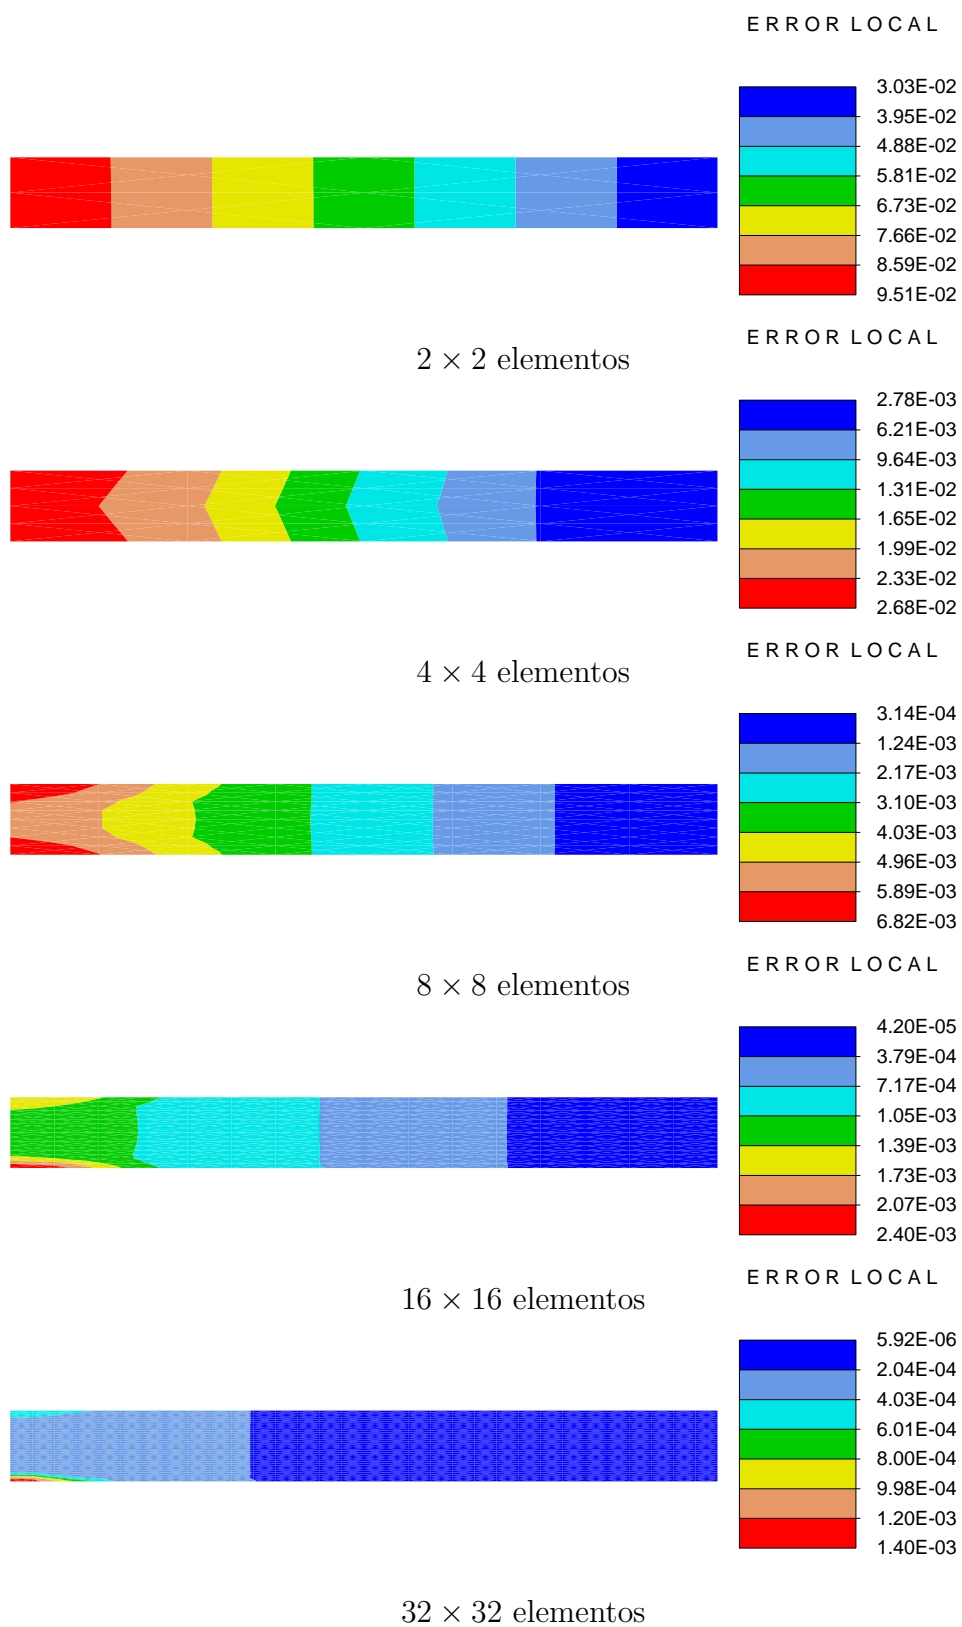 ERROR LOCAL
3.03E-02
3.95E-02
4.88E-02
5.81E-02
6.73E-02
7.66E-02
8.59E-02
9.51E-02
2 × 2 elementos
ERROR LOCAL
2.78E-03
6.21E-03
9.64E-03
1.31E-02
1.65E-02
1.99E-02
2.33E-02
2.68E-02
4 × 4 elementos
ERROR LOCAL
3.14E-04
1.24E-03
2.17E-03
3.10E-03
4.03E-03
4.96E-03
5.89E-03
6.82E-03
8 × 8 elementos
ERROR LOCAL
4.20E-05
3.79E-04
7.17E-04
1.05E-03
1.39E-03
1.73E-03
2.07E-03
2.40E-03
16 × 16 elementos
ERROR LOCAL
5.92E-06
2.04E-04
4.03E-04
6.01E-04
8.00E-04
9.98E-04
1.20E-03
1.40E-03
32 × 32 elementos